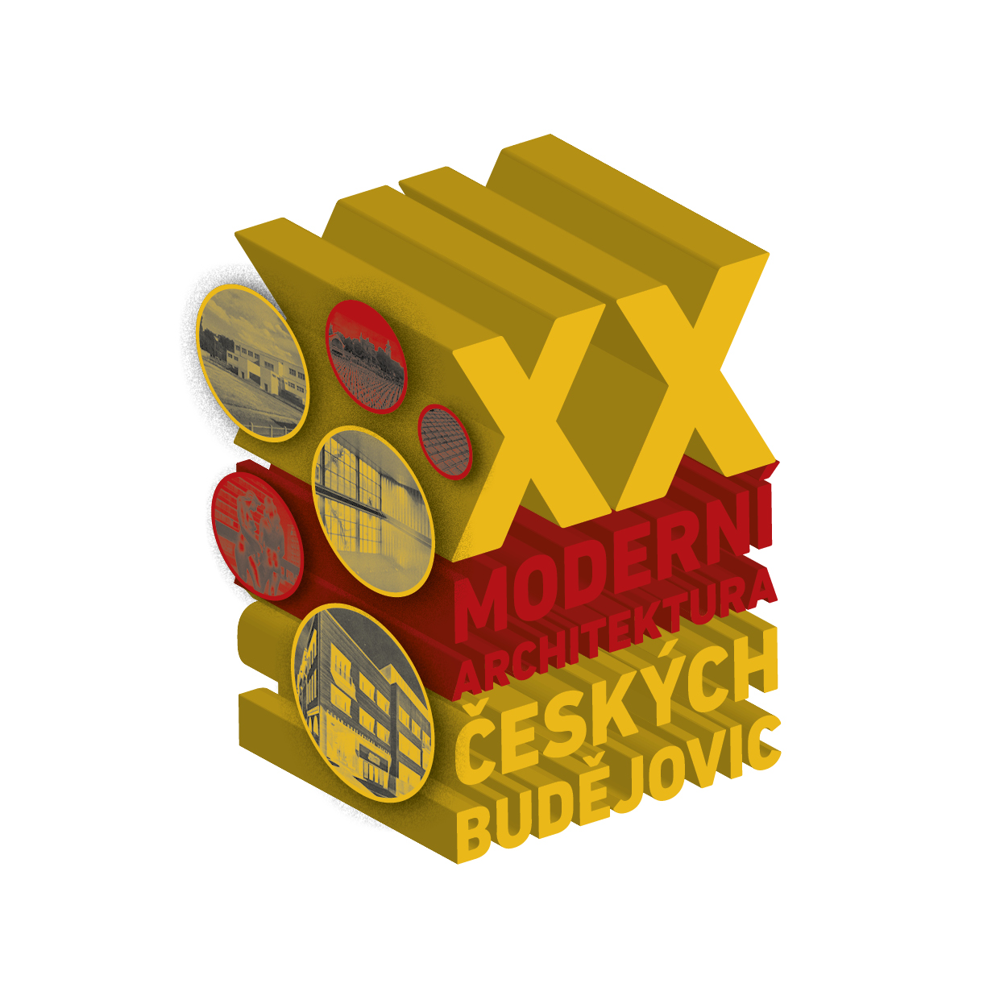 XX
MODERNÍ
ARCHITEKTURA
ČESKÝCH
BUDĚJOVIC